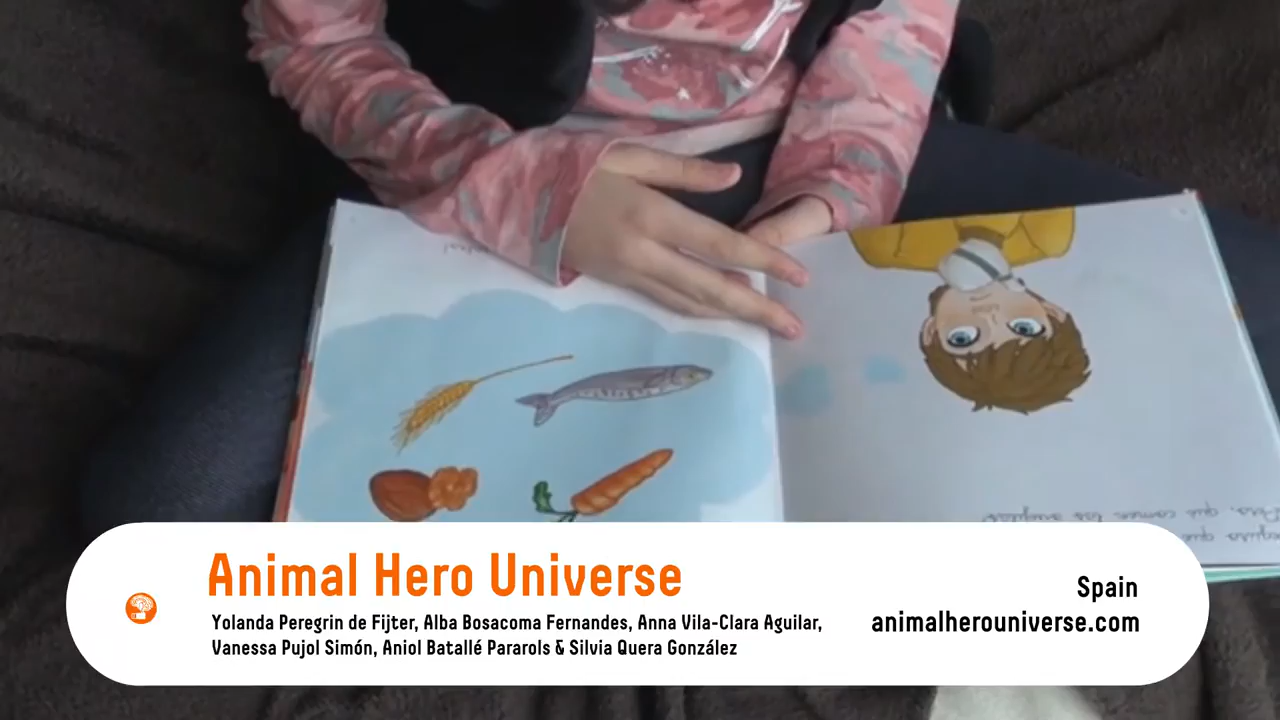 Animal Hero Universe
Yolanda Peregrin de Fijter, Alba Bosacoma Fernandes, Anna Vila-Clara Aguilar,
Vanessa Pujol Simón, Aniol Batallé Pararols & Silvia Quera González
Spain
animalherouniverse.com